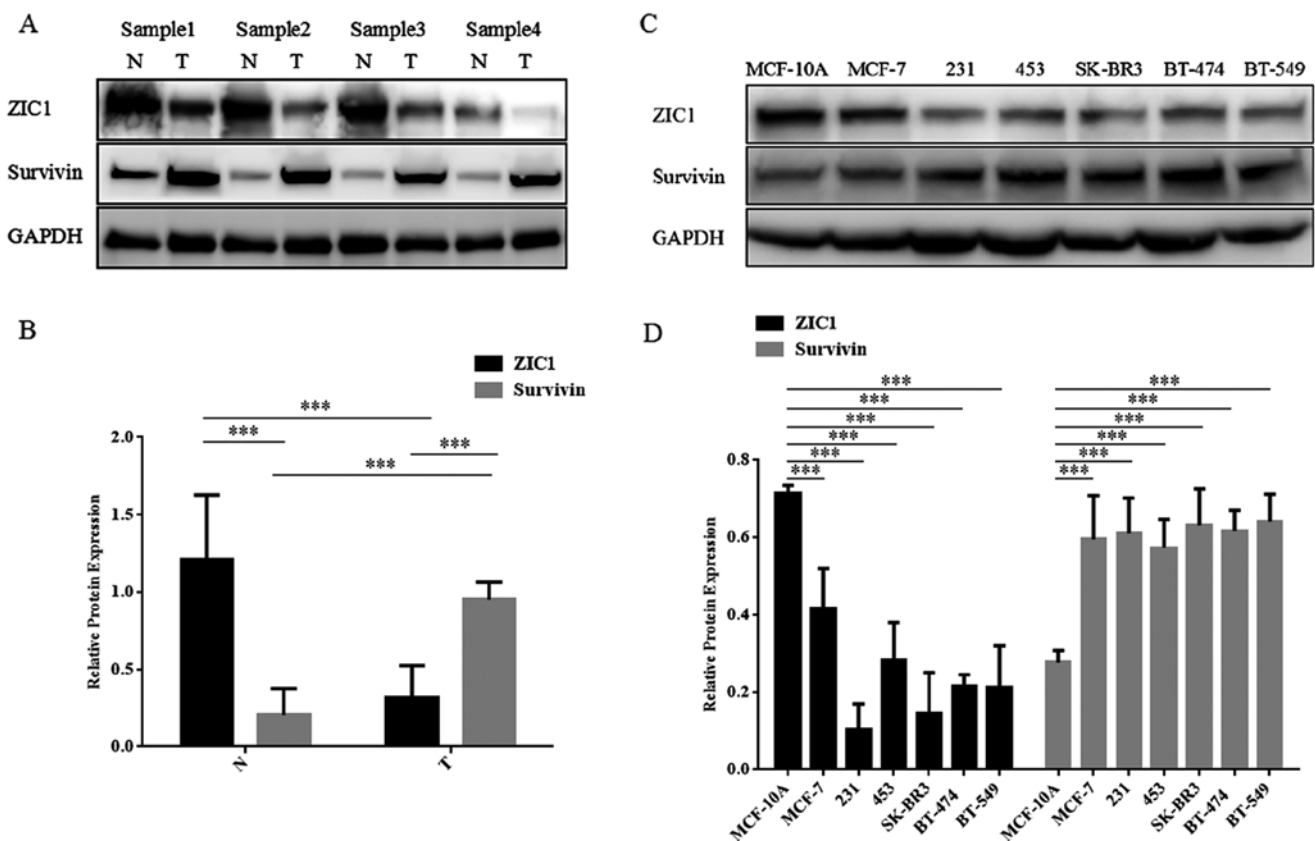 A
Sample1 Sample2 Sample3 Sample4
N T N T N T N T
ZIC1
Survivin
GAPDH
B
ZIC1
Survivin
***
*** ***
***
Relative Protein Expression
2.0
1.5
1.0
0.5
0.0
N T
C
MCF-10A MCF-7 231 453 SK-BR3 BT-474 BT-549
ZIC1
Survivin
GAPDH
D
ZIC1
Survivin
*** ***
*** ***
*** ***
*** ***
*** ***
*** ***
Relative Protein Expression
0.8
0.6
0.4
0.2
0.0
MCF-10A MCF-7 231 453 SK-BR3 BT-474 BT-549 MCF-10A MCF-7 231 453 SK-BR3 BT-474 BT-549